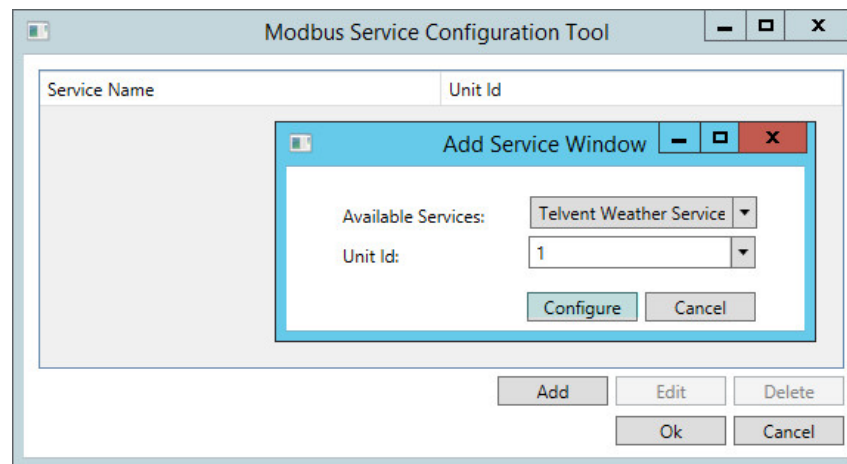 Modbus Service Configuration Tool
Service Name Unit Id
Add Service Window
Available Services: Telvent Weather Service
Unit Id: 1
Configure Cancel
Add Edit Delete
Ok Cancel